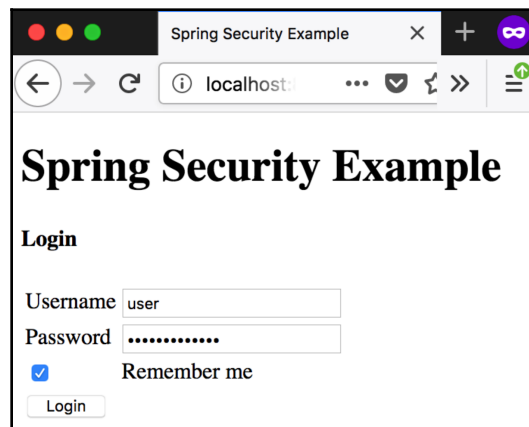 Spring Security Example
localhost:
Spring Security Example
Login
Username user
Password •••••••••••••
Remember me
Login